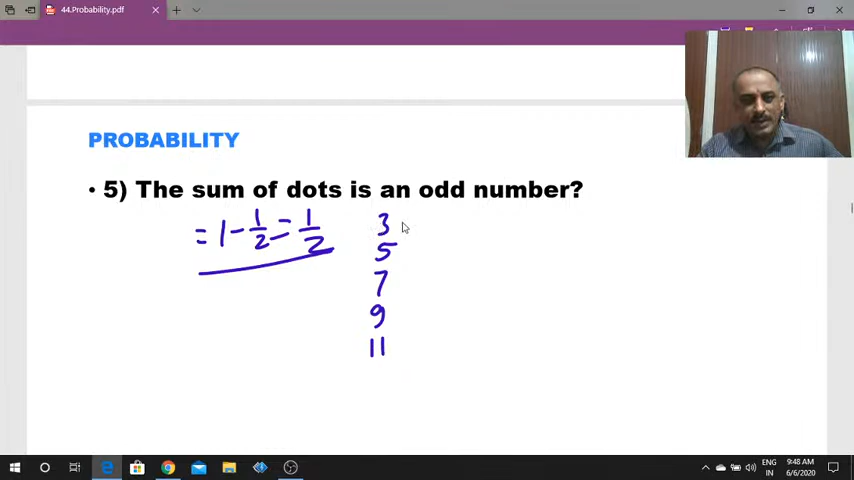 44.Probability.pdf
PROBABILITY
• 5) The sum of dots is an odd number?
= 1 - 1/2 = 1/2
3
5
7
9
11
ENG
IN
9:48 AM
6/6/2020